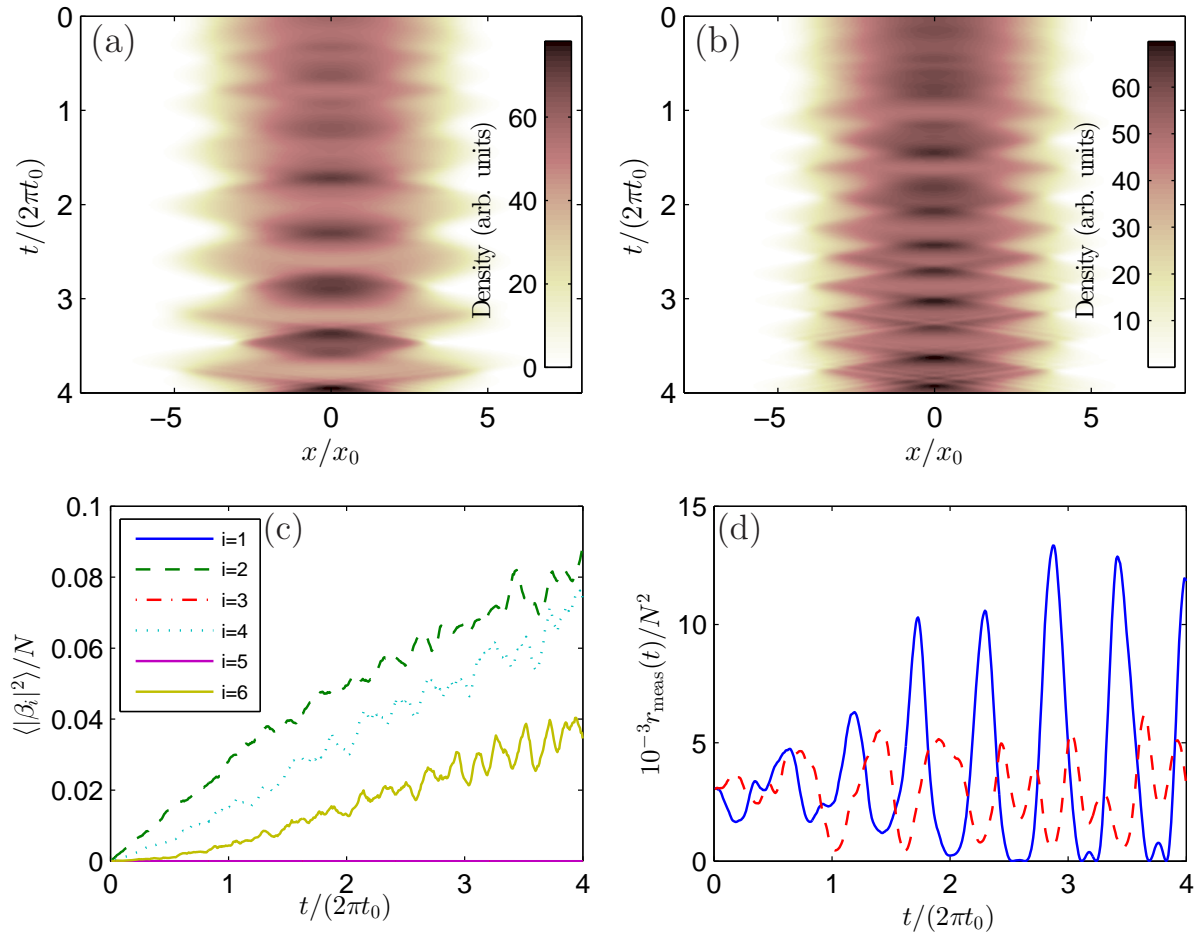 (a)
0
1
2
3
4
t/(2πt₀)
−5
0
5
x/x₀
Density (arb. units)
60
40
20
0
(b)
0
1
2
3
4
t/(2πt₀)
−5
0
5
x/x₀
Density (arb. units)
60
50
40
30
20
10
(c)
0.1
0.08
0.06
0.04
0.02
0
⟨|βᵢ|²⟩/N
i=1
i=2
i=3
i=4
i=5
i=6
0
1
2
3
4
t/(2πt₀)
(d)
15
10
5
0
10⁻³r_meas(t)/N²
0
1
2
3
4
t/(2πt₀)